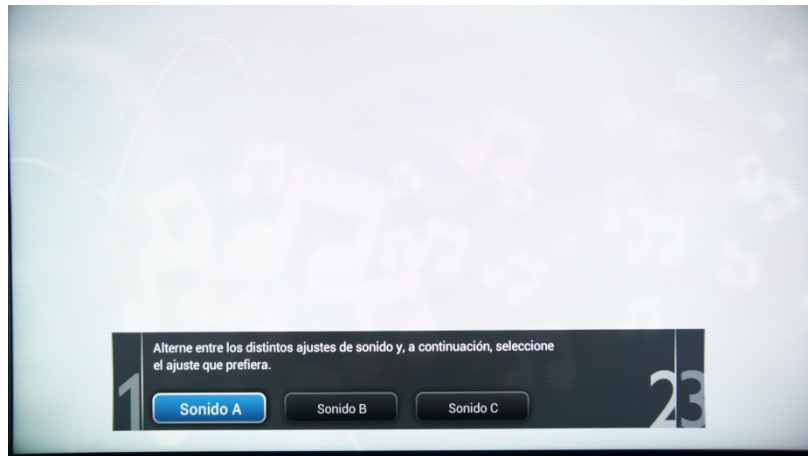 Alterne entre los distintos ajustes de sonido y, a continuación, seleccione
el ajuste que prefiera.
1
Sonido A
Sonido B
Sonido C
2
3